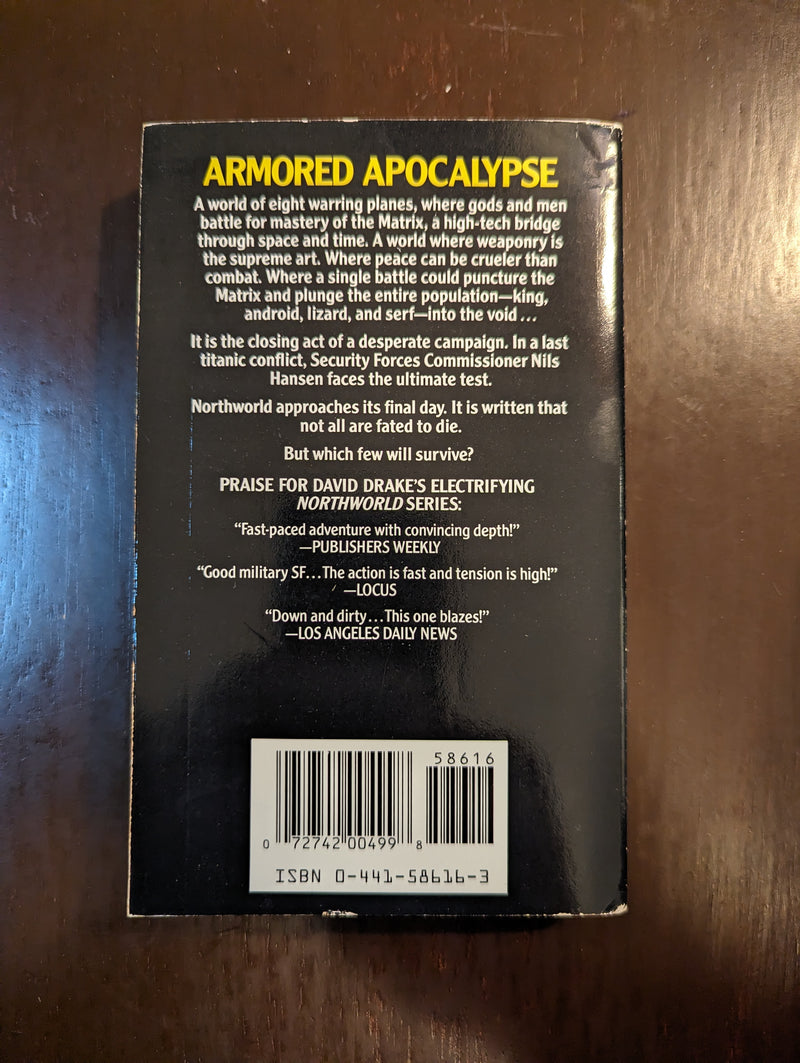 ARMORED APOCALYPSE
A world of eight warring planes, where gods and men
battle for mastery of the Matrix, a high-tech bridge
through space and time. A world where weaponry is
the supreme art. Where peace can be crueler than
combat. Where a single battle could puncture the
Matrix and plunge the entire population—king,
android, lizard, and serf—into the void...
It is the closing act of a desperate campaign. In a last
titanic conflict, Security Forces Commissioner Nils
Hansen faces the ultimate test.
Northworld approaches its final day. It is written that
not all are fated to die.
But which few will survive?
PRAISE FOR DAVID DRAKE'S ELECTRIFYING
NORTHWORLD SERIES:
“Fast-paced adventure with convincing depth!”
—PUBLISHERS WEEKLY
“Good military SF...The action is fast and tension is high!”
—LOCUS
“Down and dirty...This one blazes!”
—LOS ANGELES DAILY NEWS
58616
0 72742 00499 8
ISBN 0-441-58616-3